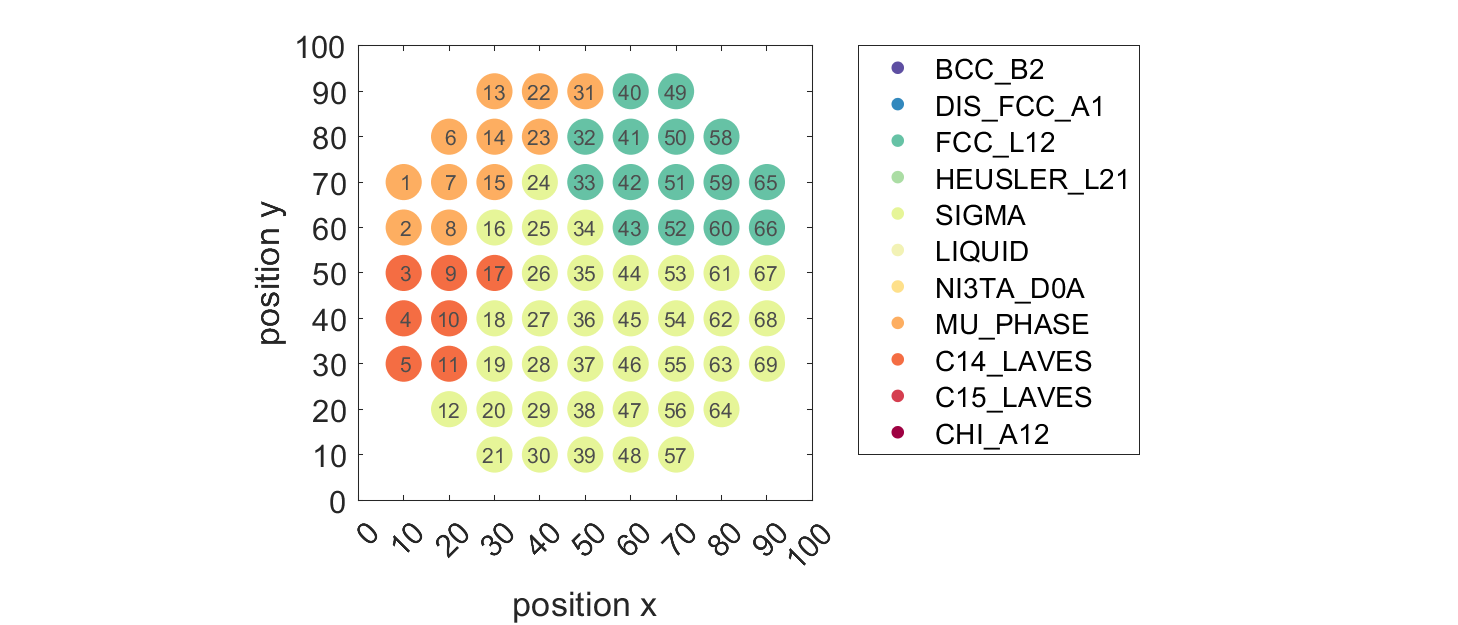 100
90
80
70
60
50
40
30
20
10
0
position y
13 22 31 40 49
6 14 23 32 41 50 58
1 7 15 24 33 42 51 59 65
2 8 16 25 34 43 52 60 66
3 9 17 26 35 44 53 61 67
4 10 18 27 36 45 54 62 68
5 11 19 28 37 46 55 63 69
12 20 29 38 47 56 64
21 30 39 48 57
0 10 20 30 40 50 60 70 80 90 100
position x
BCC_B2
DIS_FCC_A1
FCC_L12
HEUSLER_L21
SIGMA
LIQUID
NI3TA_D0A
MU_PHASE
C14_LAVES
C15_LAVES
CHI_A12